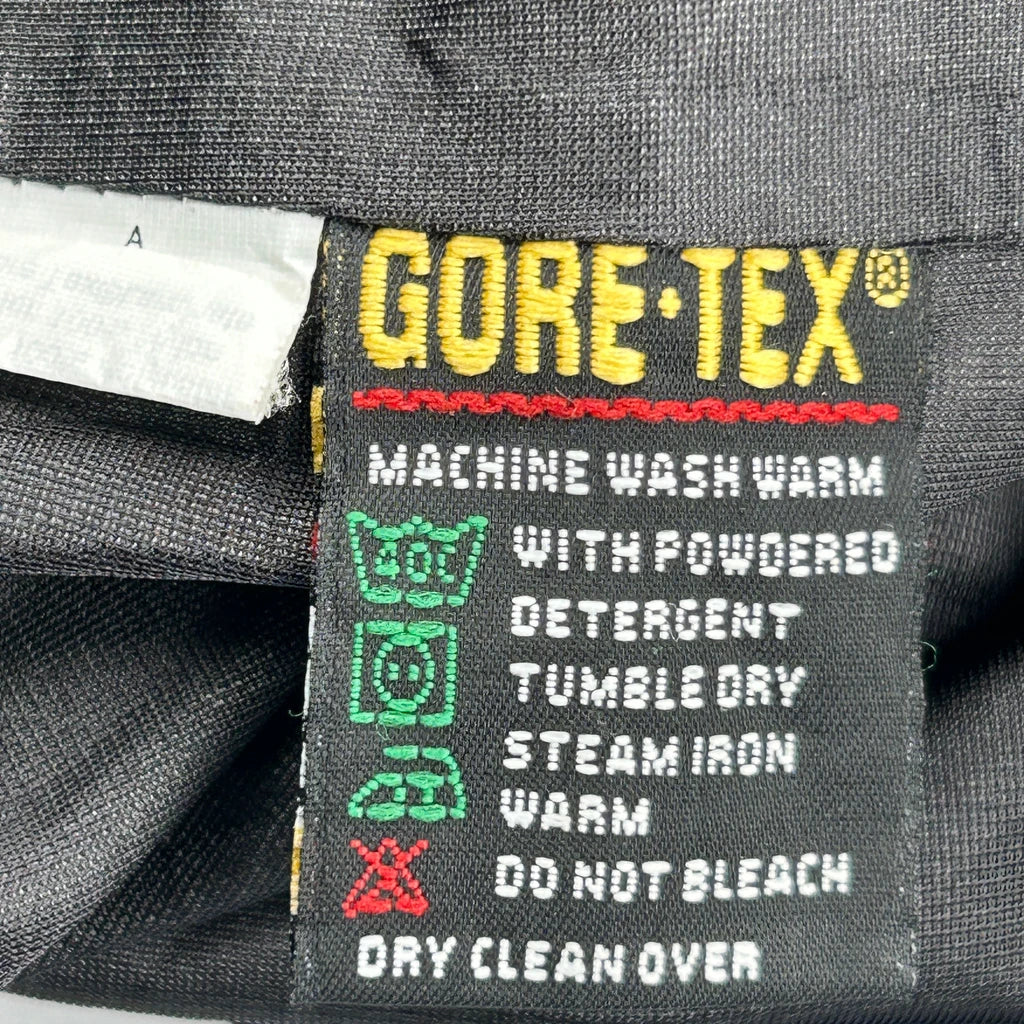 A
GORE·TEX®
MACHINE WASH WARM
40C
WITH POWDERED
DETERGENT
TUMBLE DRY
STEAM IRON
WARM
DO NOT BLEACH
DRY CLEAN OVER